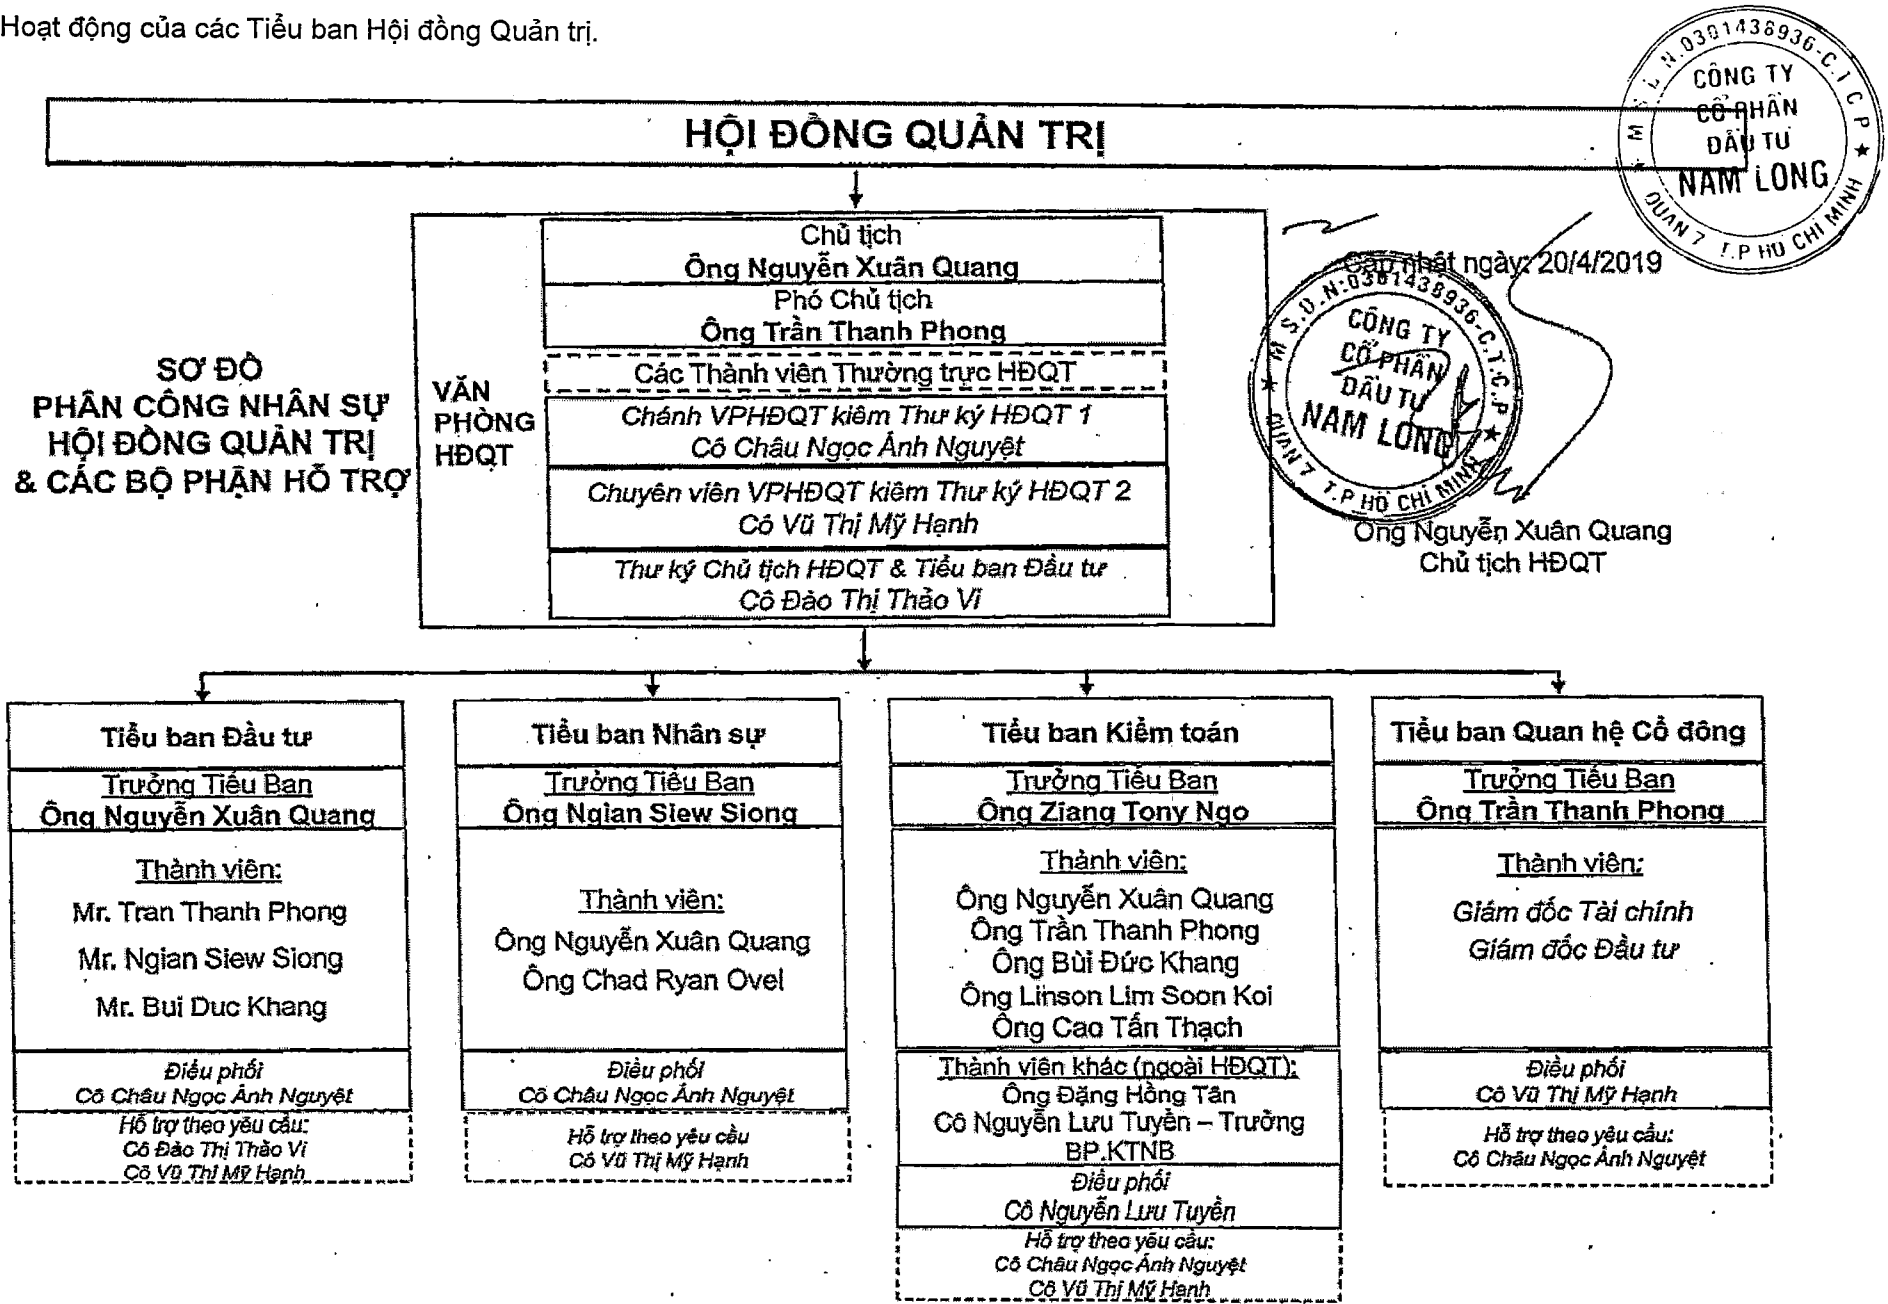 Hoạt động của các Tiểu ban Hội đồng Quản trị.
HỘI ĐỒNG QUẢN TRỊ
M.S.D.N:0301438936-C.T.C.P
CÔNG TY
CỔ PHẦN
ĐẦU TƯ
NAM LONG
QUẬN 7 T.P HỒ CHÍ MINH
SƠ ĐỒ
PHÂN CÔNG NHÂN SỰ
HỘI ĐỒNG QUẢN TRỊ
& CÁC BỘ PHẬN HỖ TRỢ
VĂN
PHÒNG
HĐQT
Chủ tịch
Ông Nguyễn Xuân Quang
Phó Chủ tịch
Ông Trần Thanh Phong
Các Thành viên Thường trực HĐQT
Chánh VPHĐQT kiêm Thư ký HĐQT 1
Cô Châu Ngọc Ánh Nguyệt
Chuyên viên VPHĐQT kiêm Thư ký HĐQT 2
Cô Vũ Thị Mỹ Hạnh
Thư ký Chủ tịch HĐQT & Tiểu ban Đầu tư
Cô Đào Thị Thảo Vi
Cập nhật ngày: 20/4/2019
M.S.D.N:0301438936-C.T.C.P
CÔNG TY
CỔ PHẦN
ĐẦU TƯ
NAM LONG
QUẬN 7 T.P HỒ CHÍ MINH
Ông Nguyễn Xuân Quang
Chủ tịch HĐQT
Tiểu ban Đầu tư
Trưởng Tiểu Ban
Ông Nguyễn Xuân Quang
Thành viên:
Mr. Tran Thanh Phong
Mr. Ngian Siew Siong
Mr. Bui Duc Khang
Điều phối
Cô Châu Ngọc Ánh Nguyệt
Hỗ trợ theo yêu cầu:
Cô Đào Thị Thảo Vi
Cô Vũ Thị Mỹ Hạnh
Tiểu ban Nhân sự
Trưởng Tiểu Ban
Ông Ngian Siew Siong
Thành viên:
Ông Nguyễn Xuân Quang
Ông Chad Ryan Ovel
Điều phối
Cô Châu Ngọc Ánh Nguyệt
Hỗ trợ theo yêu cầu
Cô Vũ Thị Mỹ Hạnh
Tiểu ban Kiểm toán
Trưởng Tiểu Ban
Ông Ziang Tony Ngo
Thành viên:
Ông Nguyễn Xuân Quang
Ông Trần Thanh Phong
Ông Bùi Đức Khang
Ông Linson Lim Soon Koi
Ông Cao Tấn Thạch
Thành viên khác (ngoài HĐQT):
Ông Đặng Hồng Tân
Cô Nguyễn Lưu Tuyền – Trưởng
BP.KTNB
Điều phối
Cô Nguyễn Lưu Tuyền
Hỗ trợ theo yêu cầu:
Cô Châu Ngọc Ánh Nguyệt
Cô Vũ Thị Mỹ Hạnh
Tiểu ban Quan hệ Cổ đông
Trưởng Tiểu Ban
Ông Trần Thanh Phong
Thành viên:
Giám đốc Tài chính
Giám đốc Đầu tư
Điều phối
Cô Vũ Thị Mỹ Hạnh
Hỗ trợ theo yêu cầu:
Cô Châu Ngọc Ánh Nguyệt